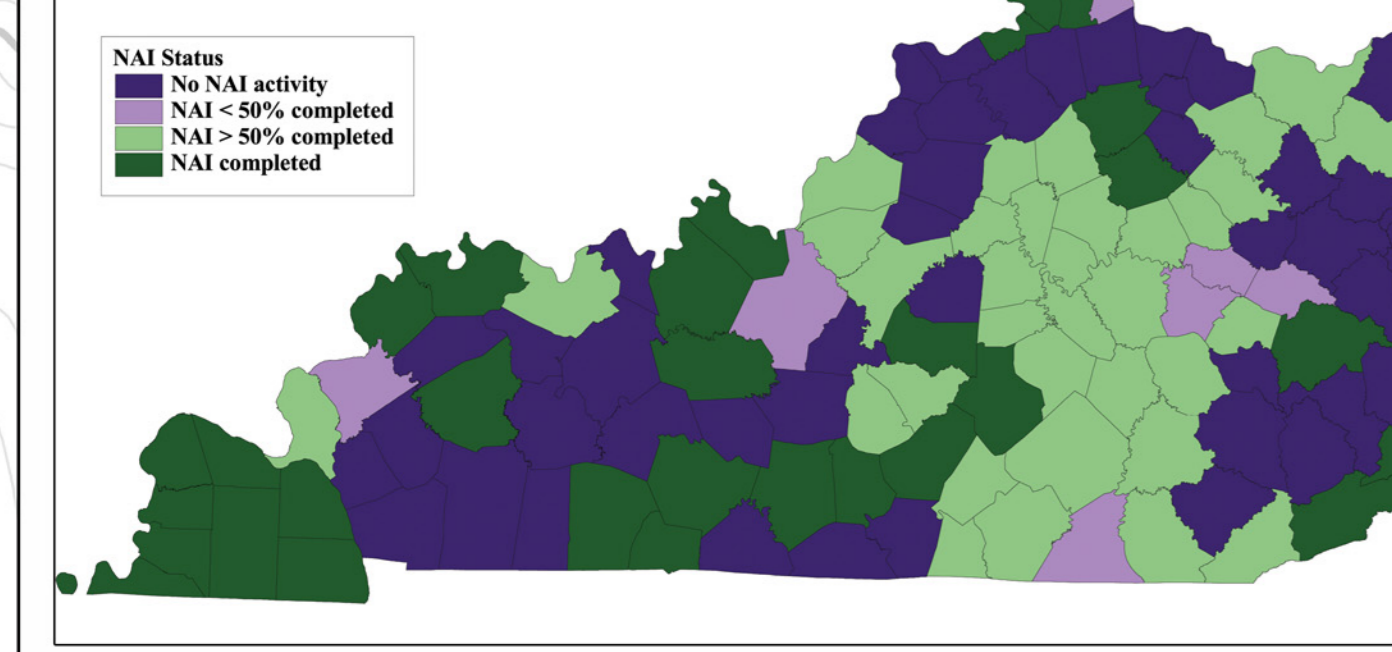 NAI Status
No NAI activity
NAI < 50% completed
NAI > 50% completed
NAI completed